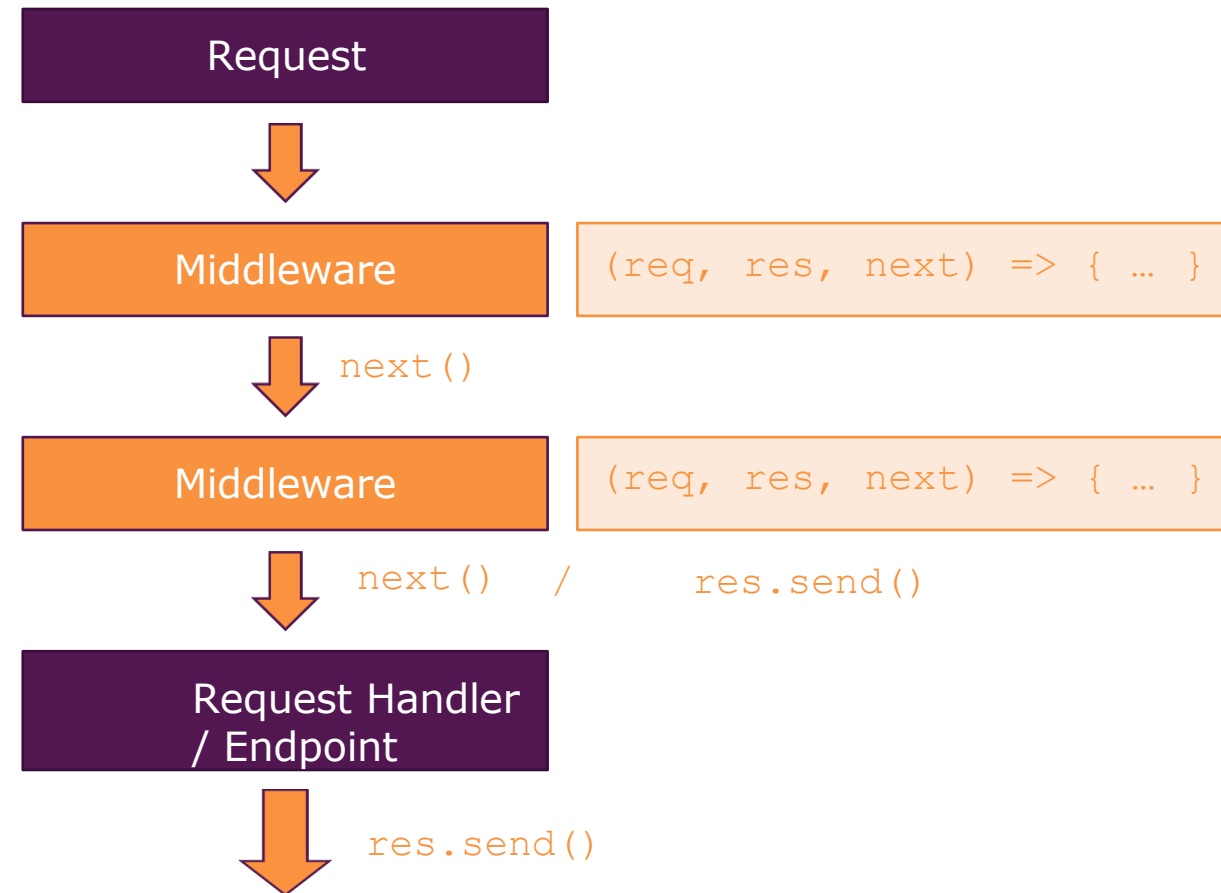 Request
Middleware
(req, res, next) => { … }
next()
Middleware
(req, res, next) => { … }
next() / res.send()
Request Handler
/ Endpoint
res.send()